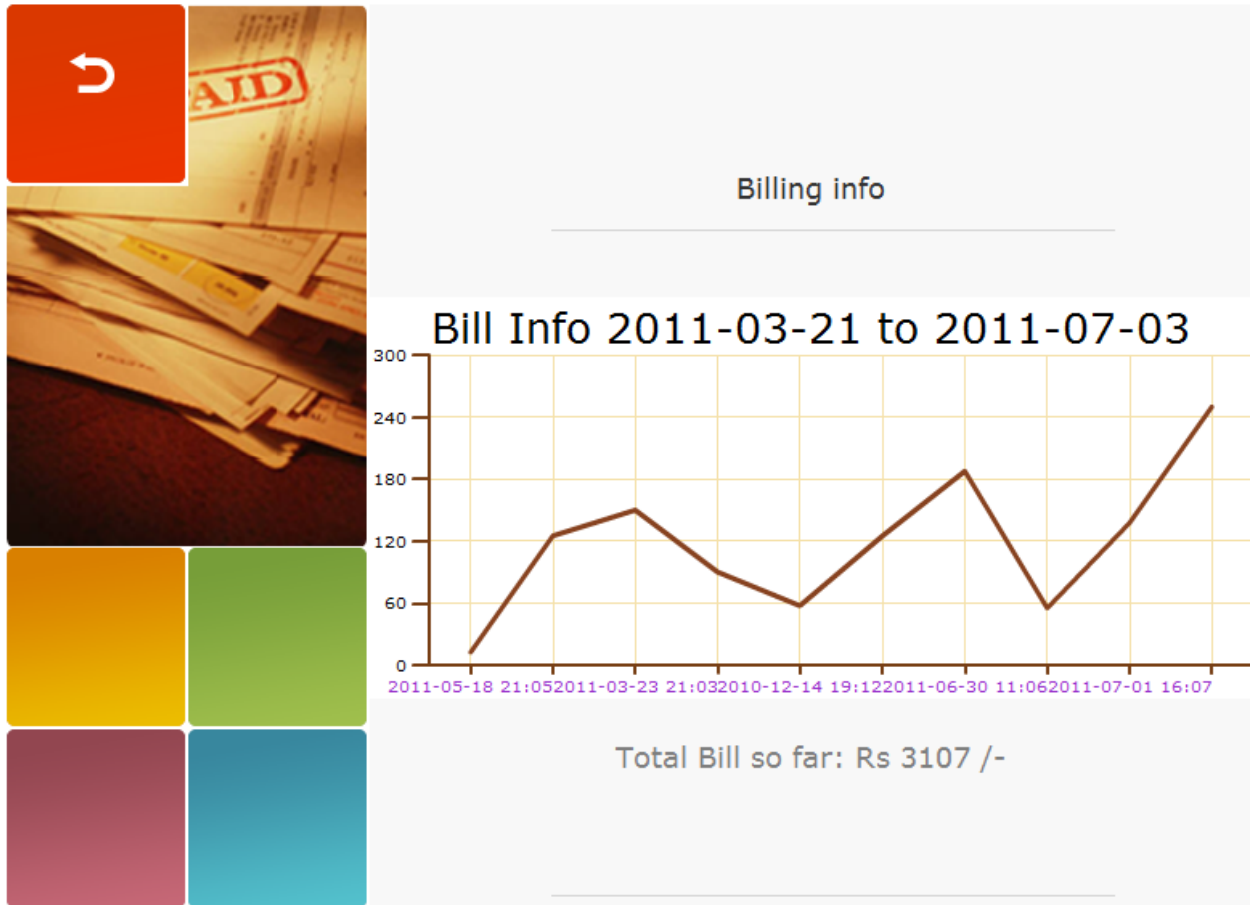 AID
Billing info
Bill Info 2011-03-21 to 2011-07-03
300
240
180
120
60
0
2011-05-18 21:052011-03-23 21:032010-12-14 19:122011-06-30 11:062011-07-01 16:07
Total Bill so far: Rs 3107 /-